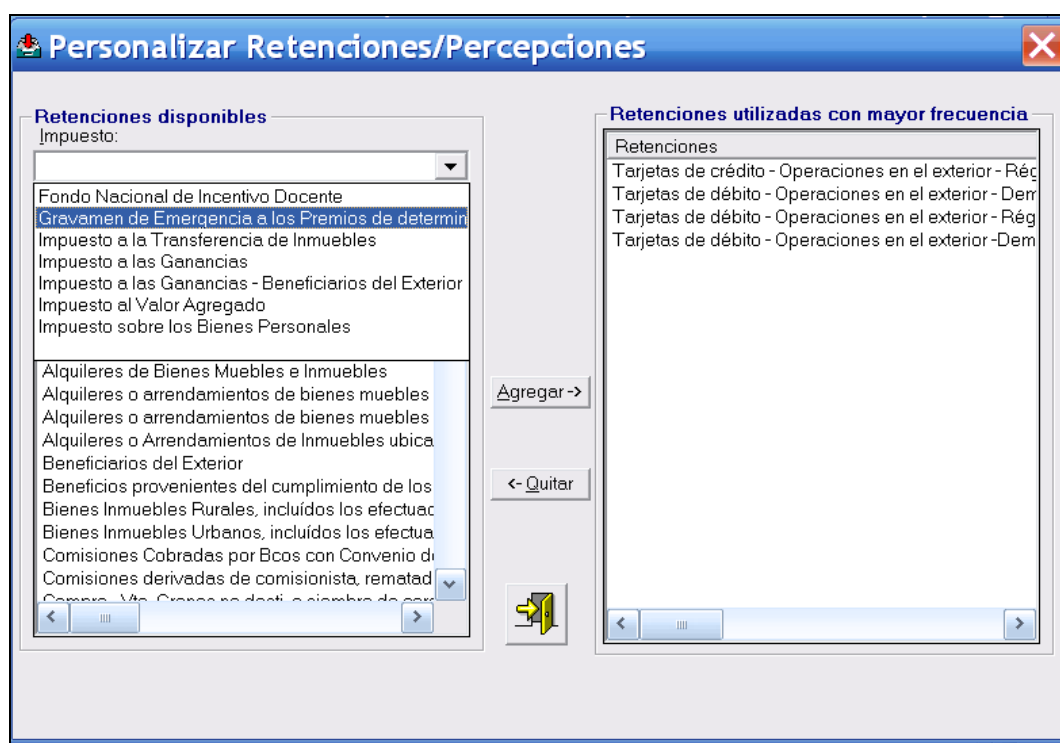 Personalizar Retenciones/Percepciones
Retenciones disponibles
Impuesto:
Fondo Nacional de Incentivo Docente
Gravamen de Emergencia a los Premios de determin
Impuesto a la Transferencia de Inmuebles
Impuesto a las Ganancias
Impuesto a las Ganancias - Beneficiarios del Exterior
Impuesto al Valor Agregado
Impuesto sobre los Bienes Personales
Alquileres de Bienes Muebles e Inmuebles
Alquileres o arrendamientos de bienes muebles
Alquileres o arrendamientos de bienes muebles
Alquileres o Arrendamientos de Inmuebles ubica
Beneficiarios del Exterior
Beneficios provenientes del cumplimiento de los
Bienes Inmuebles Rurales, incluídos los efectuad
Bienes Inmuebles Urbanos, incluídos los efectua
Comisiones Cobradas por Bcos con Convenio de
Comisiones derivadas de comisionista, rematad
Agregar ->
<- Quitar
Retenciones utilizadas con mayor frecuencia
Retenciones
Tarjetas de crédito - Operaciones en el exterior - Rég
Tarjetas de débito - Operaciones en el exterior - Dem
Tarjetas de débito - Operaciones en el exterior - Rég
Tarjetas de débito - Operaciones en el exterior -Dem